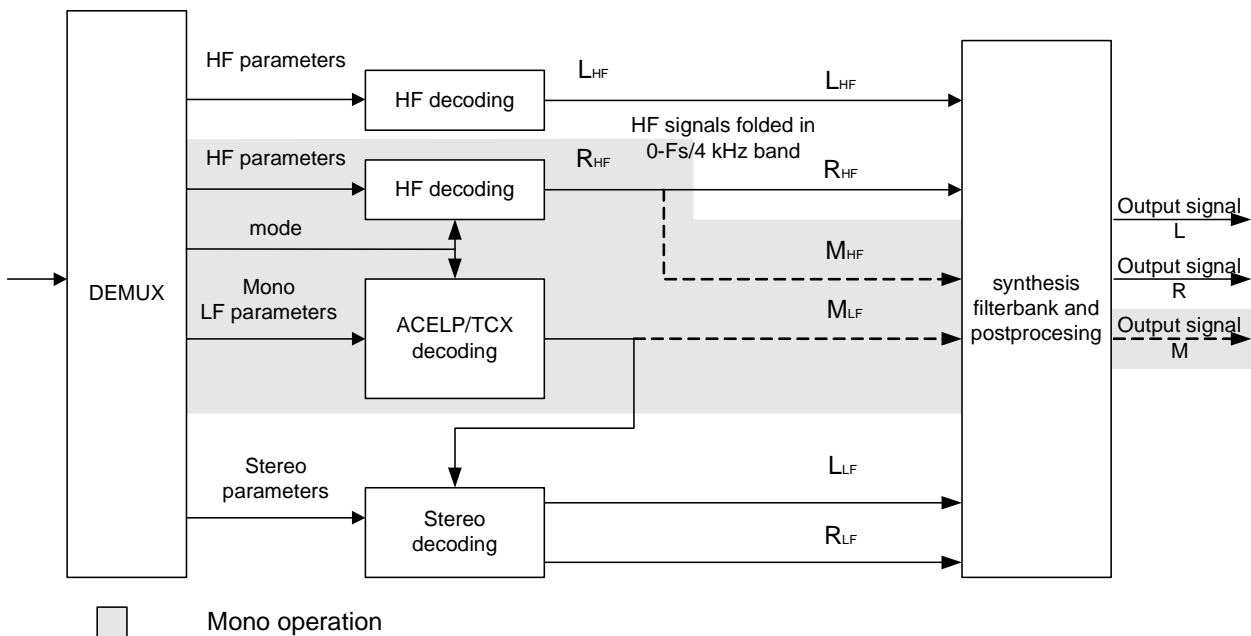 HF parameters
HF decoding
LHF
LHF
HF signals folded in
0-Fs/4 kHz band
HF parameters
HF decoding
RHF
RHF
mode
MHF
DEMUX
Mono
LF parameters
ACELP/TCX
decoding
MLF
synthesis
filterbank and
postprocesing
Output signal
L
Output signal
R
Output signal
M
Stereo
parameters
Stereo
decoding
LLF
RLF
Mono operation